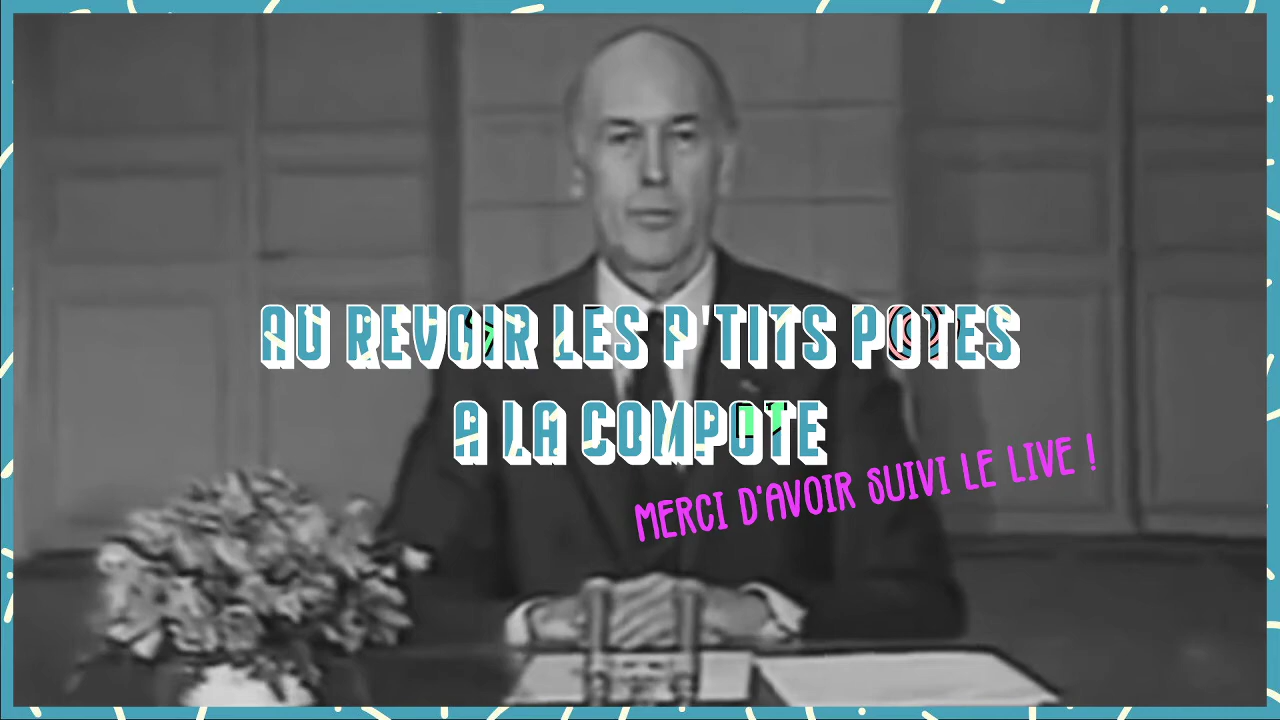 AU REVOIR LES P'TITS POTES
A LA COMPOTE
MERCI D'AVOIR SUIVI LE LIVE !